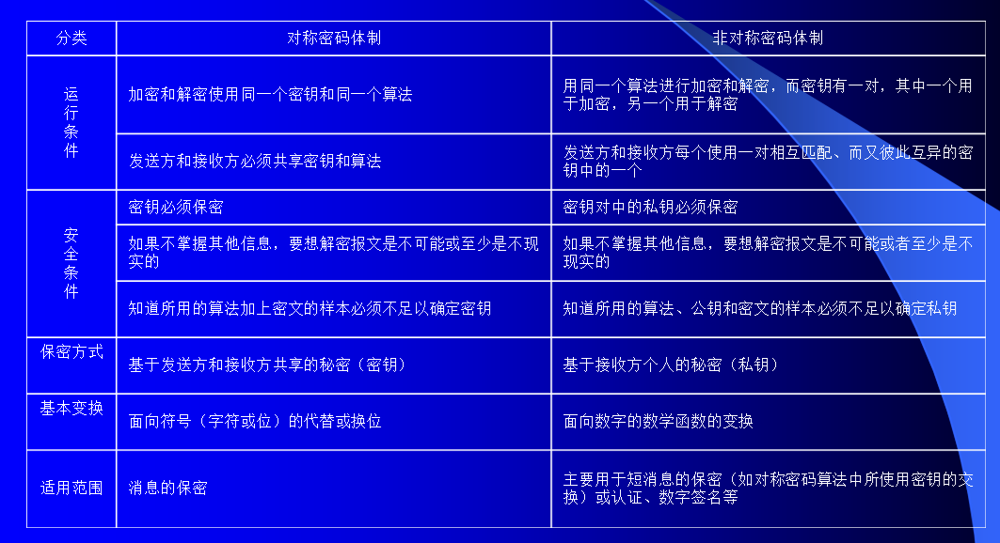 分类
对称密码体制
非对称密码体制
运
行
条
件
加密和解密使用同一个密钥和同一个算法
用同一个算法进行加密和解密，而密钥有一对，其中一个用
于加密，另一个用于解密
发送方和接收方必须共享密钥和算法
发送方和接收方每个使用一对相互匹配、而又彼此互异的密
钥中的一个
安
全
条
件
密钥必须保密
密钥对中的私钥必须保密
如果不掌握其他信息，要想解密报文是不可能或至少是不现
实的
如果不掌握其他信息，要想解密报文是不可能或者至少是不
现实的
知道所用的算法加上密文的样本必须不足以确定密钥
知道所用的算法、公钥和密文的样本必须不足以确定私钥
保密方式
基于发送方和接收方共享的秘密（密钥）
基于接收方个人的秘密（私钥）
基本变换
面向符号（字符或位）的代替或换位
面向数字的数学函数的变换
适用范围
消息的保密
主要用于短消息的保密（如对称密码算法中所使用密钥的交
换）或认证、数字签名等